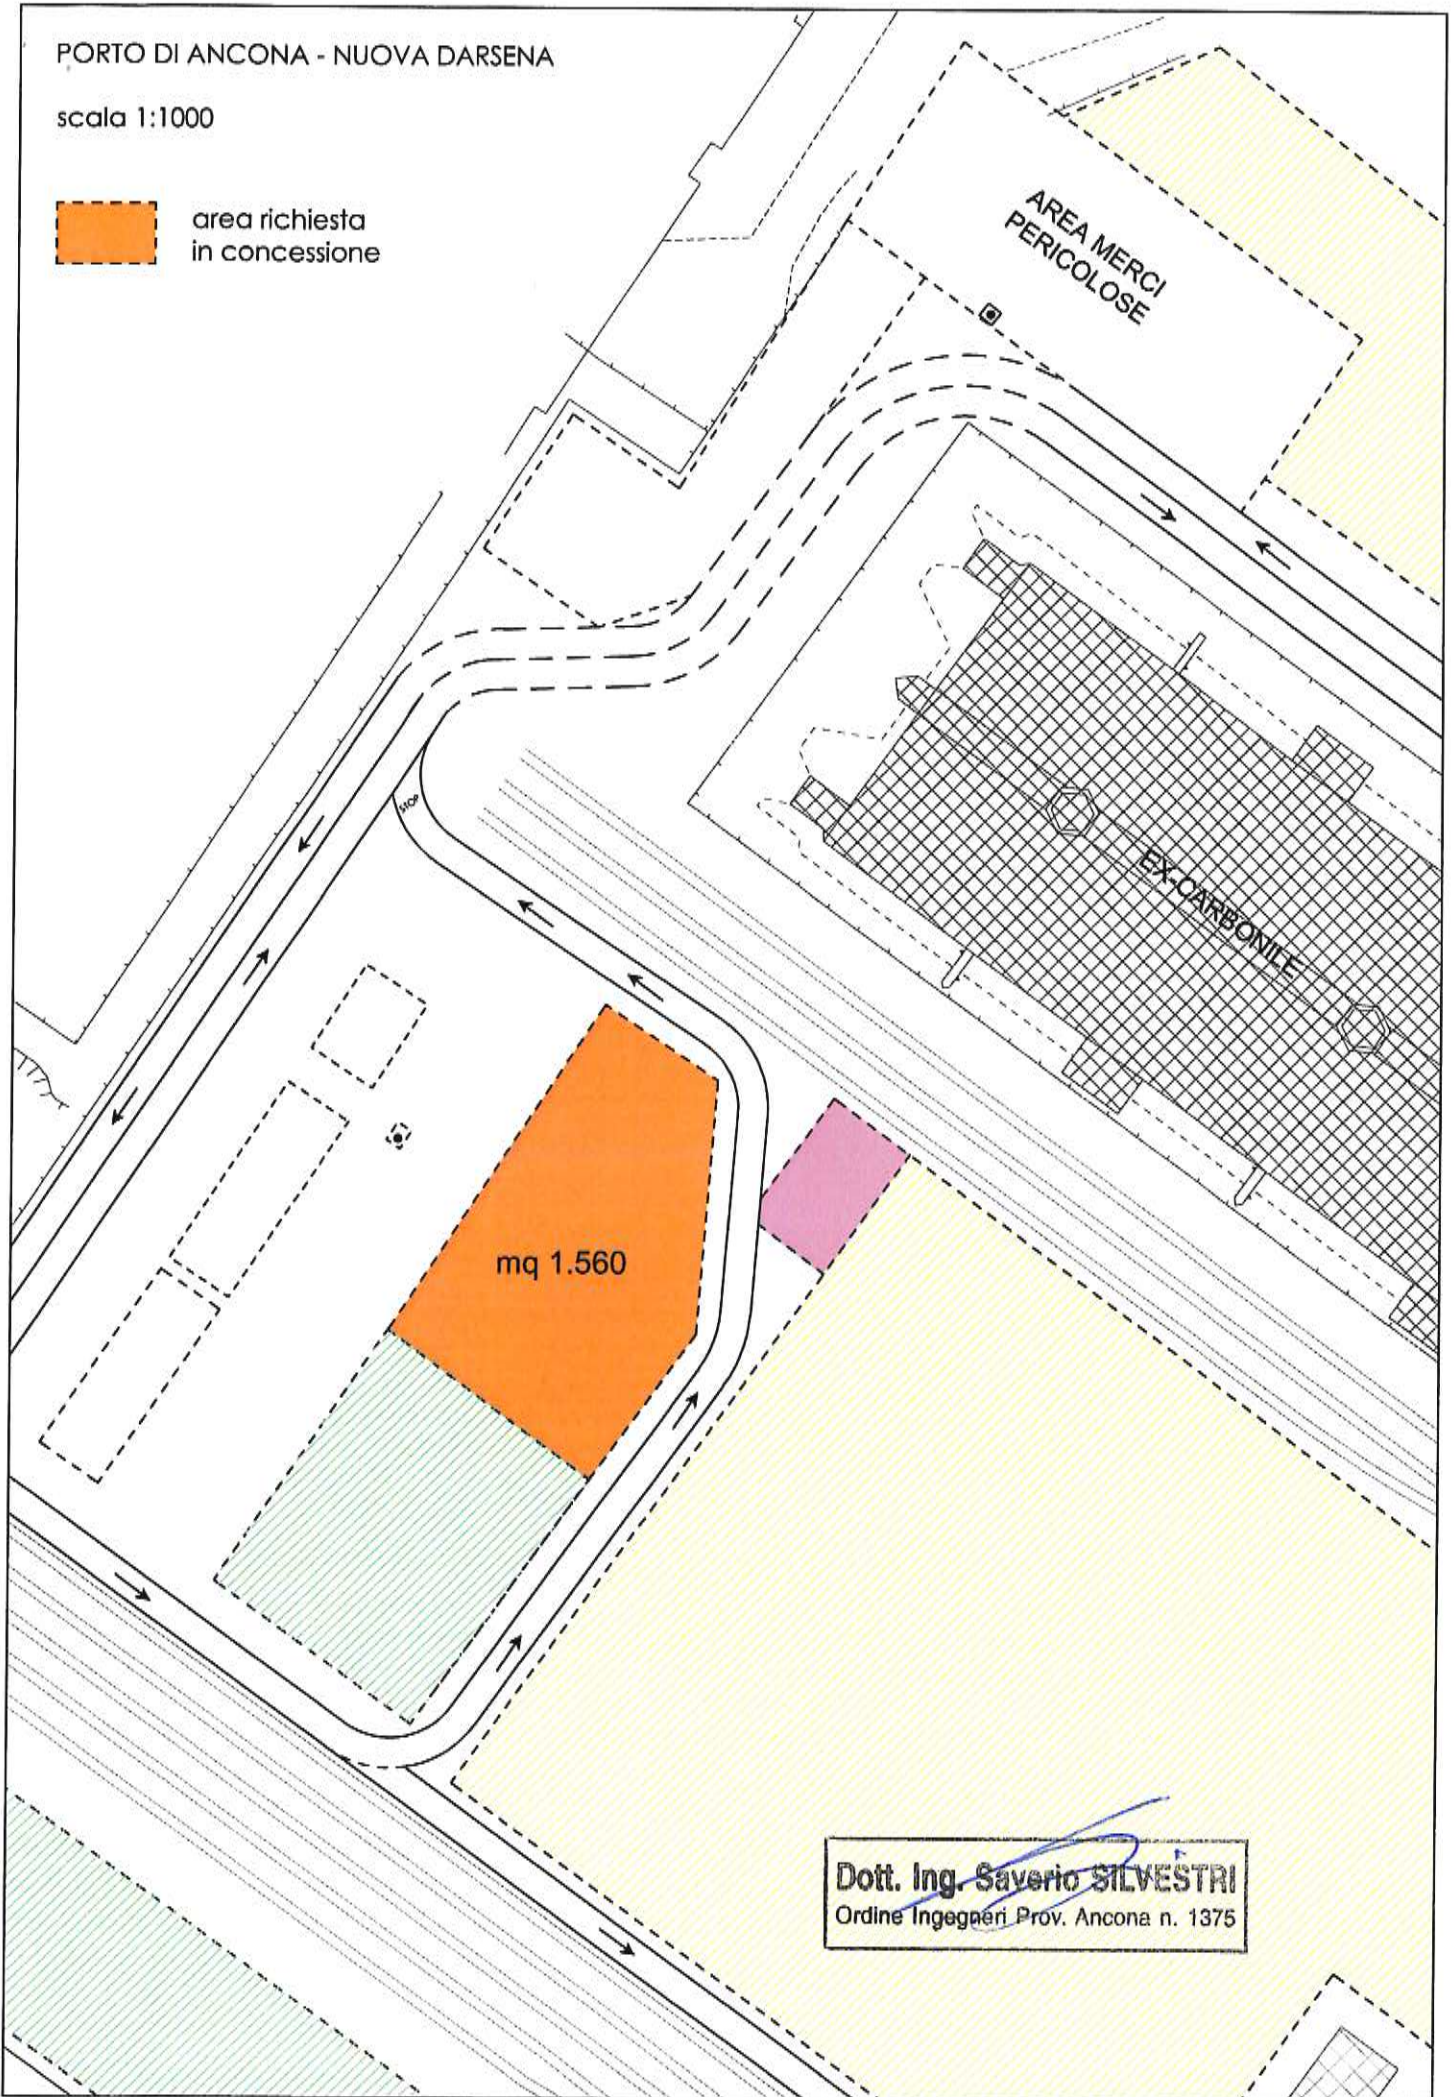 PORTO DI ANCONA - NUOVA DARSENA
scala 1:1000
area richiesta
in concessione
AREA MERCI
PERICOLOSE
STOP
EX-CARBONILE
mq 1.560
Dott. Ing. Saverio SILVESTRI
Ordine Ingegneri Prov. Ancona n. 1375